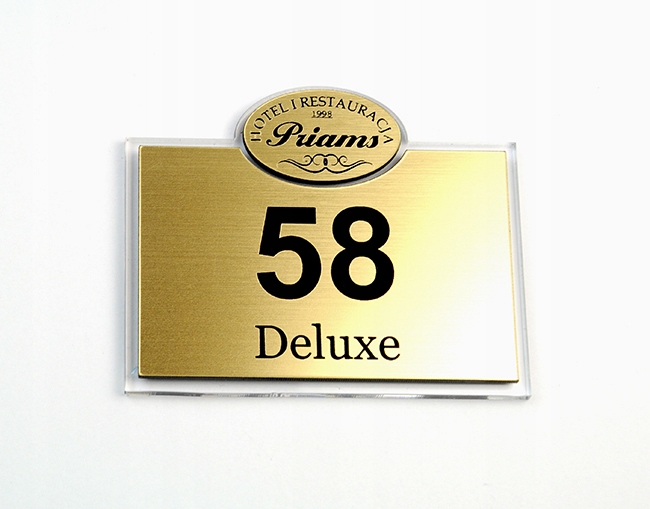 HOTEL I RESTAURACJA
1998
Priams
58
Deluxe